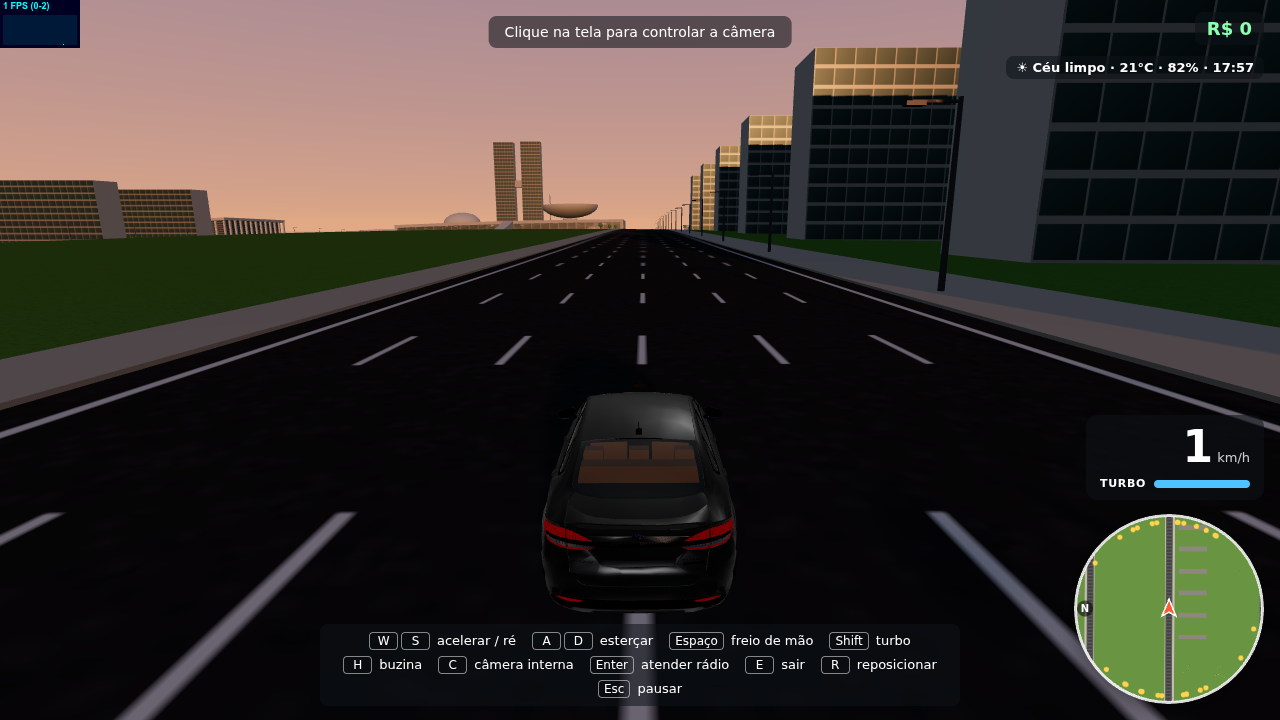 1 FPS (0-2)
Clique na tela para controlar a câmera
R$ 0
☀ Céu limpo · 21°C · 82% · 17:57
1 km/h
TURBO
N
W S acelerar / ré A D esterçar Espaço freio de mão Shift turbo
H buzina C câmera interna Enter atender rádio E sair R reposicionar
Esc pausar